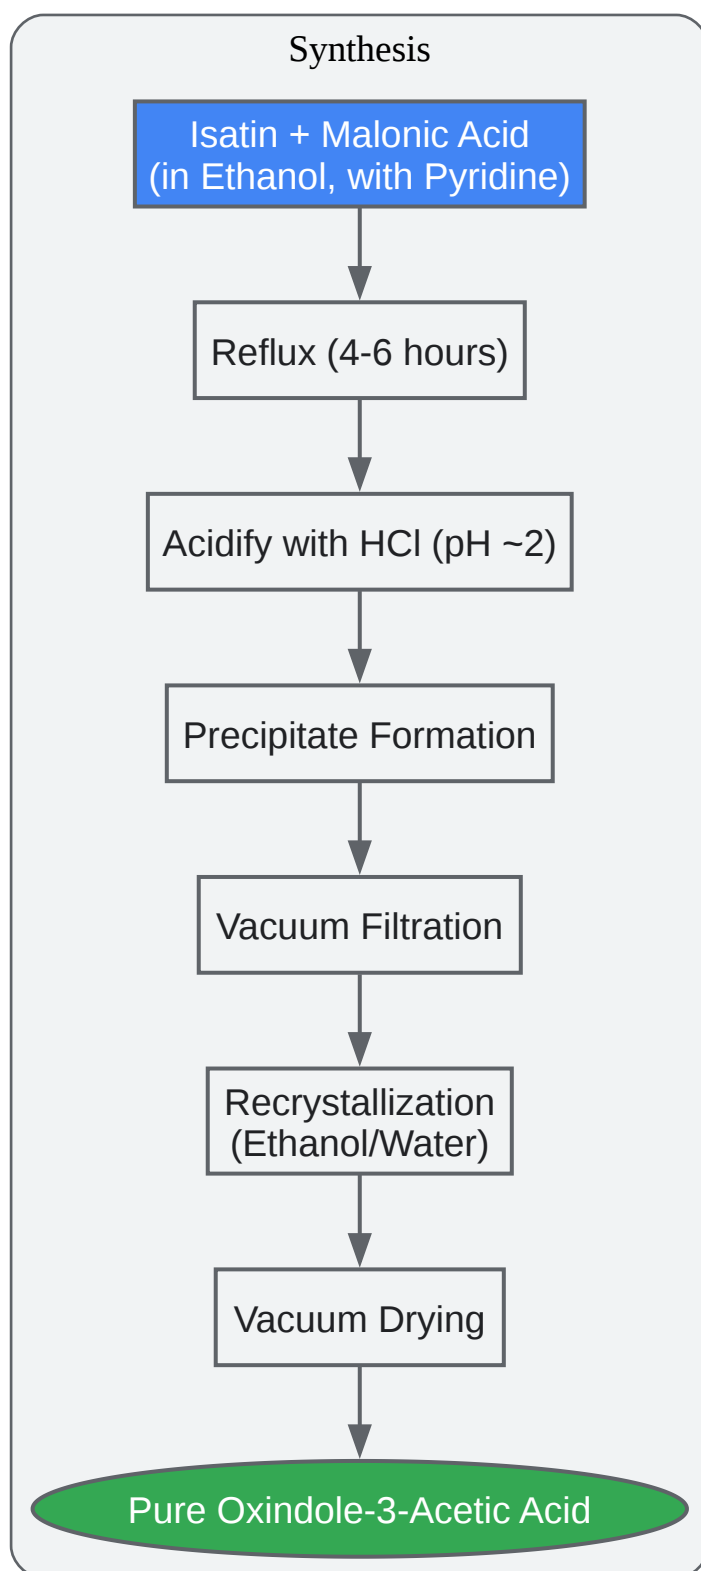 Synthesis
Isatin + Malonic Acid
(in Ethanol, with Pyridine)
Reflux (4-6 hours)
Acidify with HCl (pH ~2)
Precipitate Formation
Vacuum Filtration
Recrystallization
(Ethanol/Water)
Vacuum Drying
Pure Oxindole-3-Acetic Acid